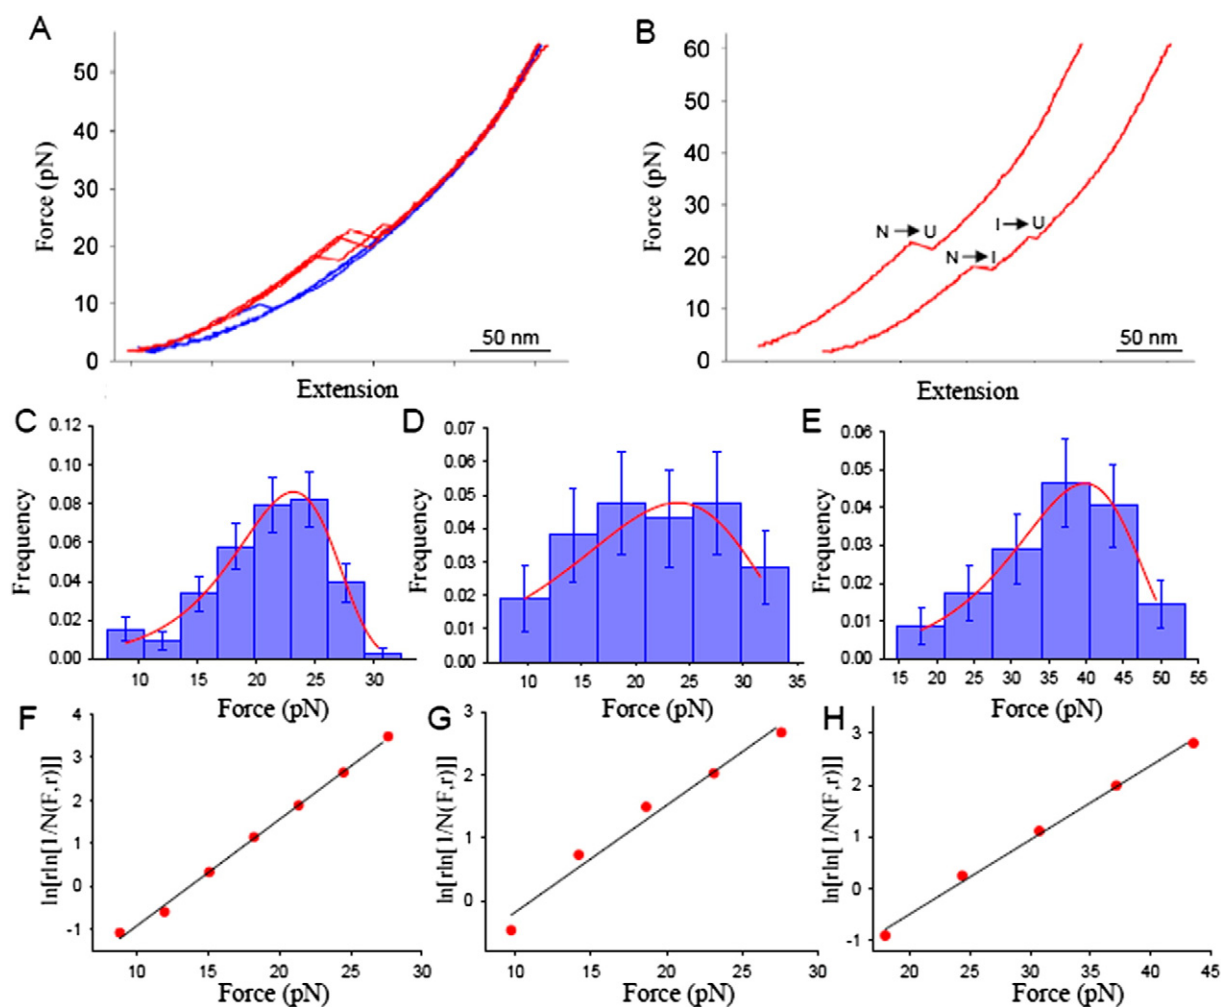 A
Force (pN)
50
40
30
20
10
0
50 nm
Extension
B
Force (pN)
60
50
40
30
20
10
0
N → U
I → U
N → I
50 nm
Extension
C
Frequency
0.12
0.10
0.08
0.06
0.04
0.02
0.00
10 15 20 25 30
Force (pN)
D
Frequency
0.07
0.06
0.05
0.04
0.03
0.02
0.01
0.00
10 15 20 25 30 35
Force (pN)
E
Frequency
0.06
0.05
0.04
0.03
0.02
0.01
0.00
15 20 25 30 35 40 45 50 55
Force (pN)
F
ln[rln[1/N(F,r)]]
4
3
2
1
0
-1
10 15 20 25 30
Force (pN)
G
ln[rln[1/N(F,r)]]
3
2
1
0
10 15 20 25 30
Force (pN)
H
ln[rln[1/N(F,r)]]
3
2
1
0
-1
20 25 30 35 40 45
Force (pN)